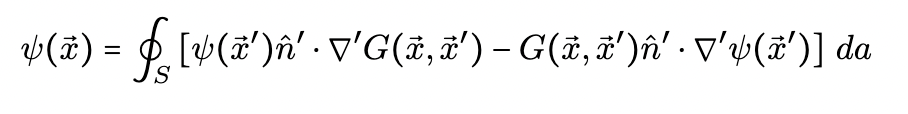 ψ(x⃗) = ∮_S [ψ(x⃗′)n̂′ · ∇′G(x⃗, x⃗′) − G(x⃗, x⃗′)n̂′ · ∇′ψ(x⃗′)] da